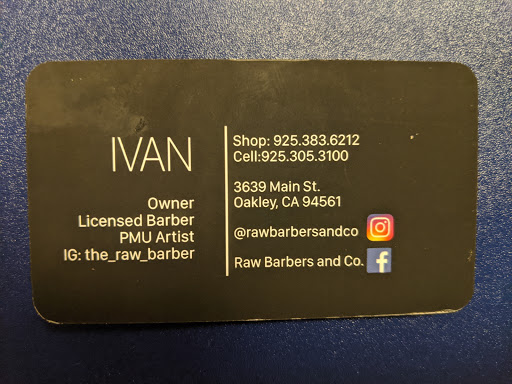 IVAN
Owner
Licensed Barber
PMU Artist
IG: the_raw_barber
Shop: 925.383.6212
Cell:925.305.3100
3639 Main St.
Oakley, CA 94561
@rawbarbersandco
Raw Barbers and Co.